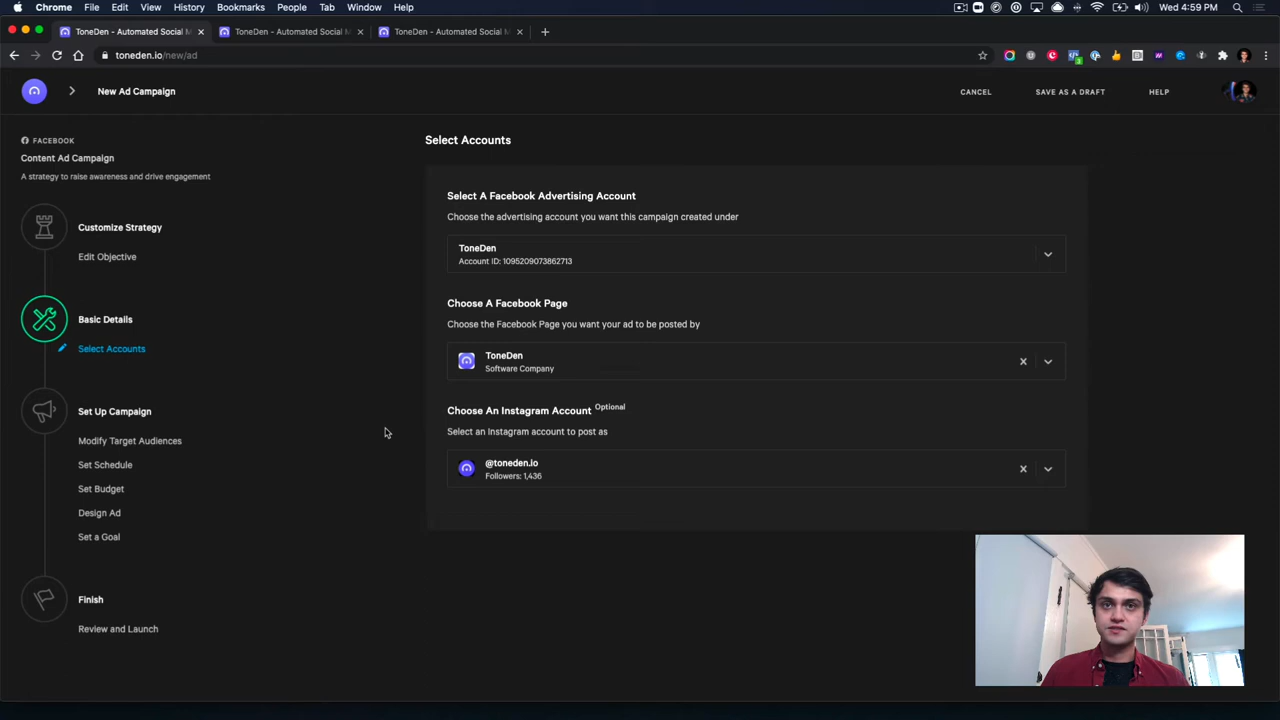 Chrome File Edit View History Bookmarks People Tab Window Help
Wed 4:59 PM
ToneDen - Automated Social M
ToneDen - Automated Social M
ToneDen - Automated Social M
toneden.io/new/ad
New Ad Campaign
CANCEL
SAVE AS A DRAFT
HELP
FACEBOOK
Content Ad Campaign
A strategy to raise awareness and drive engagement
Customize Strategy
Edit Objective
Basic Details
Select Accounts
Set Up Campaign
Modify Target Audiences
Set Schedule
Set Budget
Design Ad
Set a Goal
Finish
Review and Launch
Select Accounts
Select A Facebook Advertising Account
Choose the advertising account you want this campaign created under
ToneDen
Account ID: 1095209073862713
Choose A Facebook Page
Choose the Facebook Page you want your ad to be posted by
ToneDen
Software Company
Choose An Instagram Account Optional
Select an Instagram account to post as
@toneden.io
Followers: 1,436